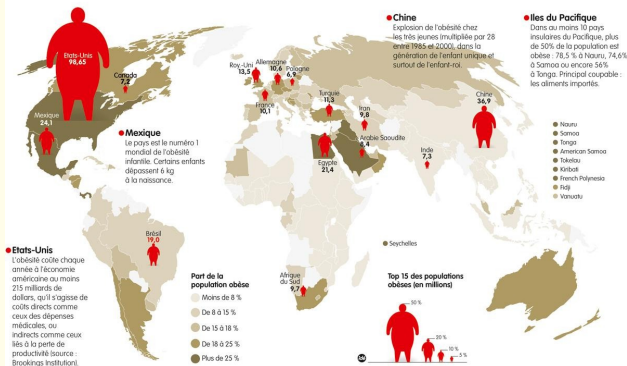 Etats-Unis
98,65
Canada
7,2
Mexique
24,1
Mexique
Le pays est le numéro 1
mondial de l'obésité
infantile. Certains enfants
dépassent 6 kg
à la naissance.
Brésil
19,0
Etats-Unis
L'obésité coûte chaque
année à l'économie
américaine au moins
215 milliards de
dollars, qu'il s'agisse de
coûts directs comme
ceux des dépenses
médicales, ou
indirects comme ceux
liés à la perte de
productivité (source :
Brookings Institution).
Roy.-Uni
13,5
Allemagne
10,6
Pologne
6,9
France
10,1
Turquie
11,3
Iran
9,8
Arabie Saoudite
8,4
Egypte
21,4
Inde
7,3
Chine
36,9
Afrique
du Sud
9,7
Seychelles
Chine
Explosion de l'obésité chez
les très jeunes (multipliée par 28
entre 1985 et 2000), dans la
génération de l'enfant unique et
surtout de l'enfant-roi.
Iles du Pacifique
Dans au moins 10 pays
insulaires du Pacifique, plus
de 50% de la population est
obèse : 78,5 % à Nauru, 74,6%
à Samoa ou encore 56%
à Tonga. Principal coupable :
les aliments importés.
Nauru
Samoa
Tonga
American Samoa
Tokelau
Kiribati
French Polynesia
Fidji
Vanuatu
Part de la
population obèse
Moins de 8 %
De 8 à 15 %
De 15 à 18 %
De 18 à 25 %
Plus de 25 %
Top 15 des populations
obèses (en millions)
50 %
20 %
10 %
5 %